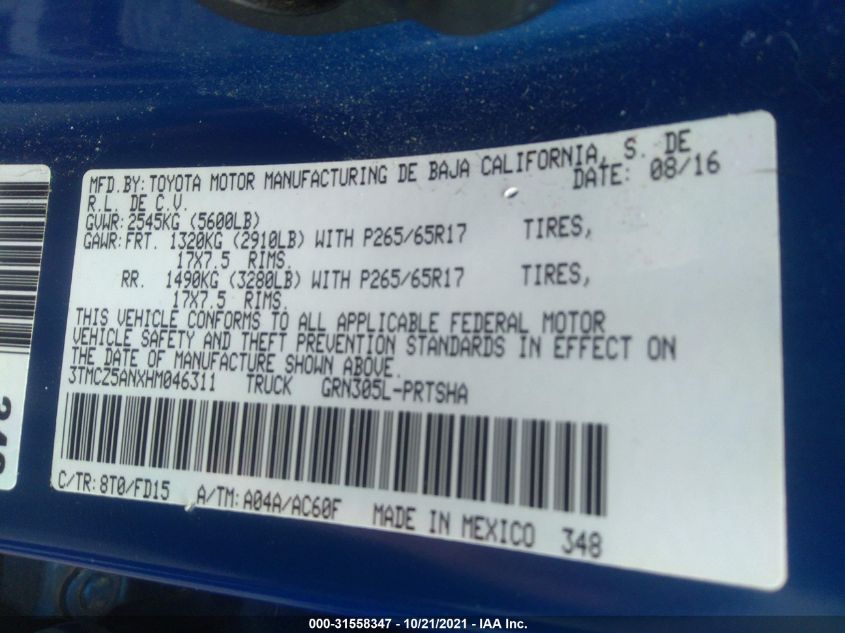 MFD.BY:TOYOTA MOTOR MANUFACTURING DE BAJA CALIFORNIA, S. DE
R.L. DE C.V. DATE: 08/16
GVWR:2545KG (5600LB)
GAWR:FRT. 1320KG (2910LB) WITH P265/65R17 TIRES,
17X7.5 RIMS.
RR. 1490KG (3280LB) WITH P265/65R17 TIRES,
17X7.5 RIMS.
THIS VEHICLE CONFORMS TO ALL APPLICABLE FEDERAL MOTOR
VEHICLE SAFETY AND THEFT PREVENTION STANDARDS IN EFFECT ON
THE DATE OF MANUFACTURE SHOWN ABOVE.
3TMCZ5ANXHM046311 TRUCK GRN305L-PRTSHA
C/TR:8T0/FD15 A/TM:A04A/AC60F MADE IN MEXICO 348
000-31558347 - 10/21/2021 - IAA Inc.